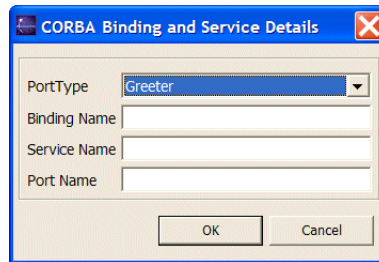 CORBA Binding and Service Details
PortType Greeter
Binding Name
Service Name
Port Name
OK Cancel